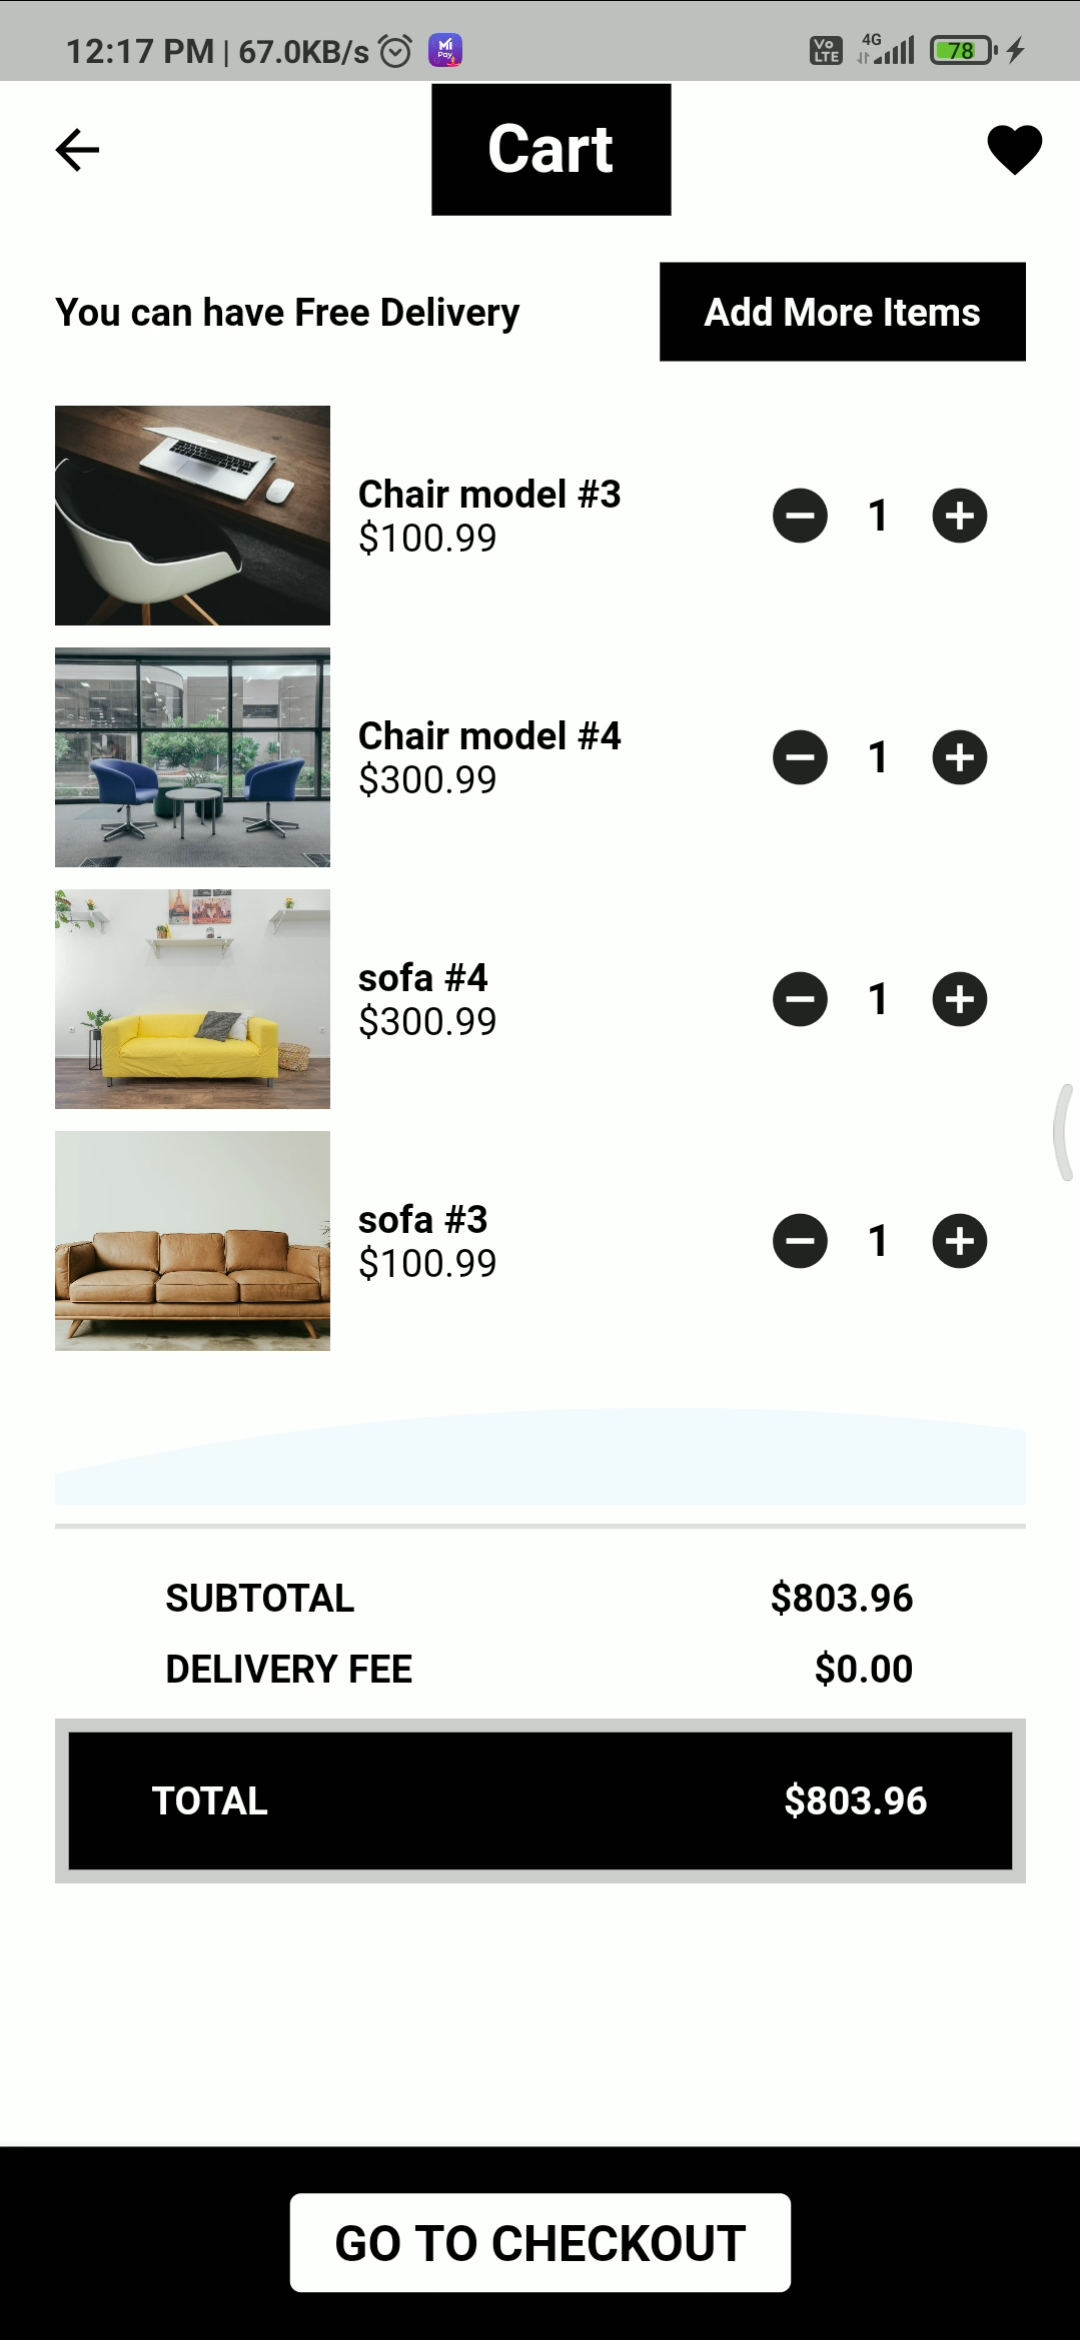 12:17 PM | 67.0KB/s Mi Pay Vo LTE 4G 78
Cart
You can have Free Delivery
Add More Items
Chair model #3
$100.99
1
Chair model #4
$300.99
1
sofa #4
$300.99
1
sofa #3
$100.99
1
SUBTOTAL $803.96
DELIVERY FEE $0.00
TOTAL $803.96
GO TO CHECKOUT